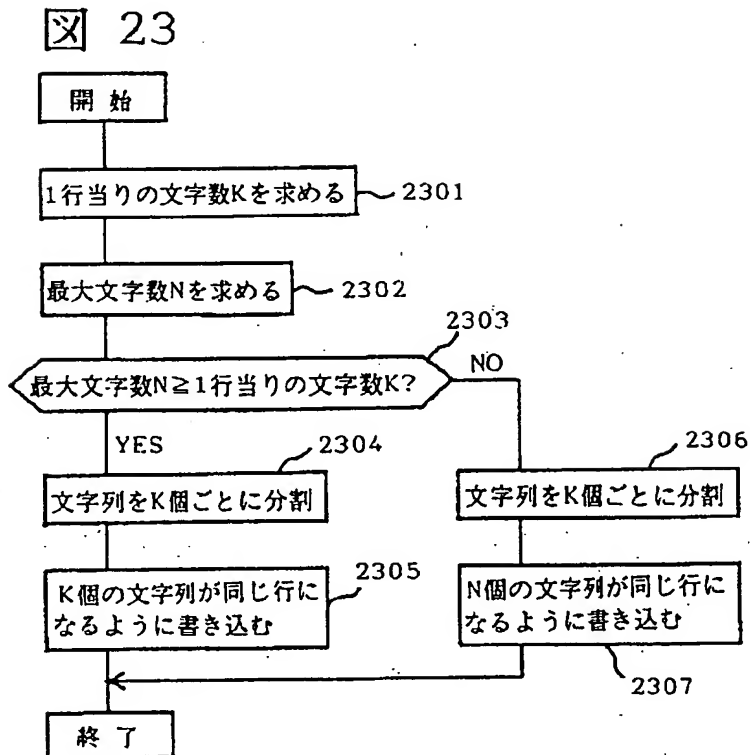 図 23
開始
1行当りの文字数Kを求める
2301
最大文字数Nを求める
2302
2303
最大文字数N≧1行当りの文字数K?
NO
YES
2304
文字列をK個ごとに分割
2306
文字列をK個ごとに分割
2305
K個の文字列が同じ行に
なるように書き込む
N個の文字列が同じ行に
なるように書き込む
2307
終了